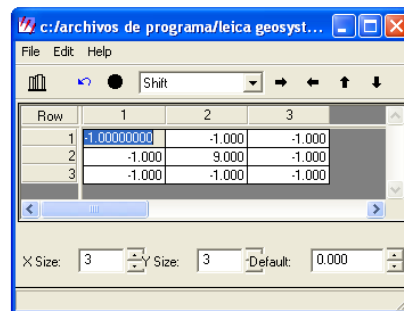 c:/archivos de programa/leica geosyst...
File Edit Help
Shift
Row 1 2 3
1 -1.00000000 -1.000 -1.000
2 -1.000 9.000 -1.000
3 -1.000 -1.000 -1.000
X Size: 3 Y Size: 3 Default: 0.000